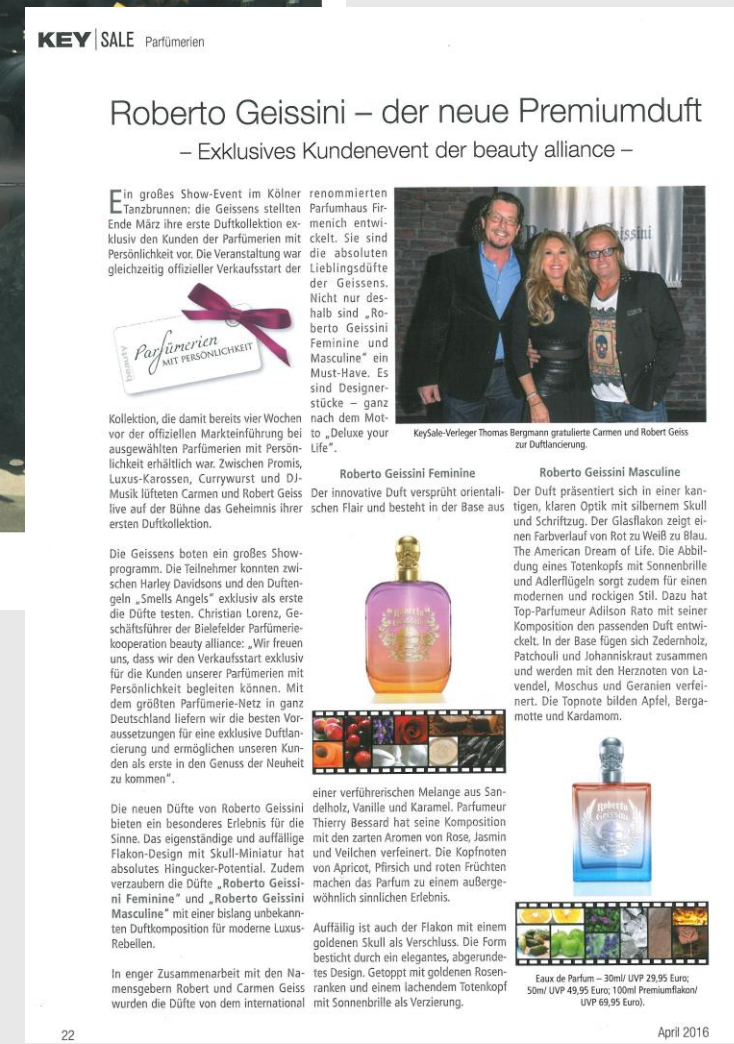 KEY SALE Parfümerien
Roberto Geissini – der neue Premiumduft
– Exklusives Kundenevent der beauty alliance –
Ein großes Show-Event im Kölner
Tanzbrunnen: die Geissens stellten
Ende März ihre erste Duftkollektion ex-
klusiv den Kunden der Parfümerien mit
Persönlichkeit vor. Die Veranstaltung war
gleichzeitig offizieller Verkaufsstart der
Parfümerien
MIT PERSÖNLICHKEIT
Kollektion, die damit bereits vier Wochen
vor der offiziellen Markteinführung bei
ausgewählten Parfümerien mit Persön-
lichkeit erhältlich war. Zwischen Promis,
Luxus-Karossen, Currywurst und DJ-
Musik lüfteten Carmen und Robert Geiss
live auf der Bühne das Geheimnis ihrer
ersten Duftkollektion.
Die Geissens boten ein großes Show-
programm. Die Teilnehmer konnten zwi-
schen Harley Davidsons und den Duften-
geln „Smells Angels“ exklusiv als erste
die Düfte testen. Christian Lorenz, Ge-
schäftsführer der Bielefelder Parfümerie-
kooperation beauty alliance: „Wir freuen
uns, dass wir den Verkaufsstart exklusiv
für die Kunden unserer Parfümerien mit
Persönlichkeit begleiten können. Mit
dem größten Parfümerie-Netz in ganz
Deutschland liefern wir die besten Vor-
aussetzungen für eine exklusive Duftlan-
cierung und ermöglichen unseren Kun-
den als erste in den Genuss der Neuheit
zu kommen“.
Die neuen Düfte von Roberto Geissini
bieten ein besonderes Erlebnis für die
Sinne. Das eigenständige und auffällige
Flakon-Design mit Skull-Miniatur hat
absolutes Hingucker-Potential. Zudem
verzaubern die Düfte „Roberto Geissi-
ni Feminine“ und „Roberto Geissini
Masculine“ mit einer bislang unbekann-
ten Duftkomposition für moderne Luxus-
Rebellen.
In enger Zusammenarbeit mit den Na-
mensgebern Robert und Carmen Geiss
wurden die Düfte von dem international
renommierten
Parfumhaus Fir-
menich entwi-
ckelt. Sie sind
die absoluten
Lieblingsdüfte
der Geissens.
Nicht nur des-
halb sind „Ro-
berto Geissini
Feminine und
Masculine“ ein
Must-Have. Es
sind Designer-
stücke – ganz
nach dem Mot-
to „Deluxe your
Life“.
KeySale-Verleger Thomas Bergmann gratulierte Carmen und Robert Geiss
zur Duftlancierung.
Roberto Geissini Feminine
Der innovative Duft versprüht orientali-
schen Flair und besteht in der Base aus
Roberto
einer verführerischen Melange aus San-
delholz, Vanille und Karamel. Parfumeur
Thierry Bessard hat seine Komposition
mit den zarten Aromen von Rose, Jasmin
und Veilchen verfeinert. Die Kopfnoten
von Apricot, Pfirsich und roten Früchten
machen das Parfum zu einem außerge-
wöhnlich sinnlichen Erlebnis.
Auffällig ist auch der Flakon mit einem
goldenen Skull als Verschluss. Die Form
besticht durch ein elegantes, abgerunde-
tes Design. Getoppt mit goldenen Rosen-
ranken und einem lachendem Totenkopf
mit Sonnenbrille als Verzierung.
Roberto Geissini Masculine
Der Duft präsentiert sich in einer kan-
tigen, klaren Optik mit silbernem Skull
und Schriftzug. Der Glasflakon zeigt ei-
nen Farbverlauf von Rot zu Weiß zu Blau.
The American Dream of Life. Die Abbil-
dung eines Totenkopfs mit Sonnenbrille
und Adlerflügeln sorgt zudem für einen
modernen und rockigen Stil. Dazu hat
Top-Parfumeur Adilson Rato mit seiner
Komposition den passenden Duft entwi-
ckelt. In der Base fügen sich Zedernholz,
Patchouli und Johanniskraut zusammen
und werden mit den Herznoten von La-
vendel, Moschus und Geranien verfei-
nert. Die Topnote bilden Apfel, Berga-
motte und Kardamom.
Roberto
Geissini
Eaux de Parfum – 30ml/ UVP 29,95 Euro;
50m/ UVP 49,95 Euro; 100ml Premiumflakon/
UVP 69,95 Euro).
22
April 2016